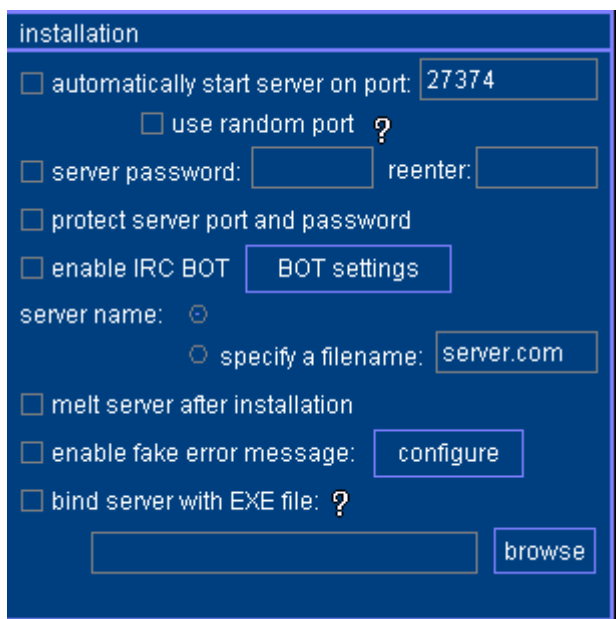 installation
automatically start server on port: 27374
use random port ?
server password: reenter:
protect server port and password
enable IRC BOT BOT settings
server name:
specify a filename: server.com
melt server after installation
enable fake error message: configure
bind server with EXE file: ?
browse